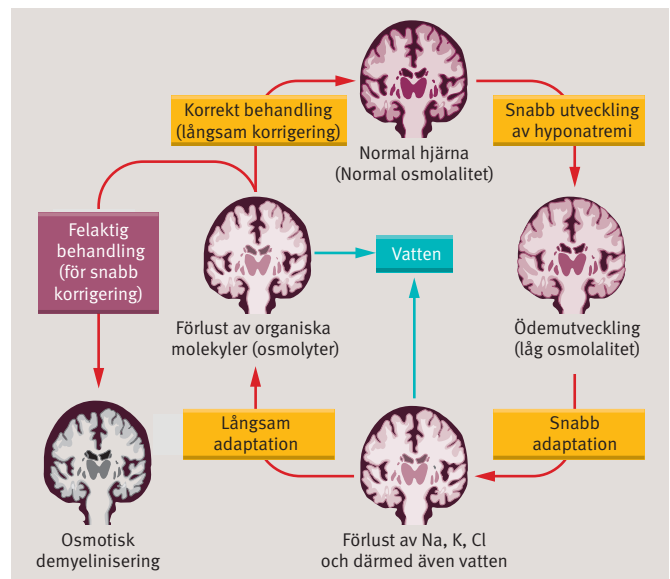 Korrekt behandling
(långsam korrigering)
Normal hjärna
(Normal osmolalitet)
Snabb utveckling
av hyponatremi
Felaktig
behandling
(för snabb
korrigering)
Vatten
Förlust av organiska
molekyler (osmolyter)
Ödemutveckling
(låg osmolalitet)
Långsam
adaptation
Snabb
adaptation
Osmotisk
demyelinisering
Förlust av Na, K, Cl
och därmed även vatten